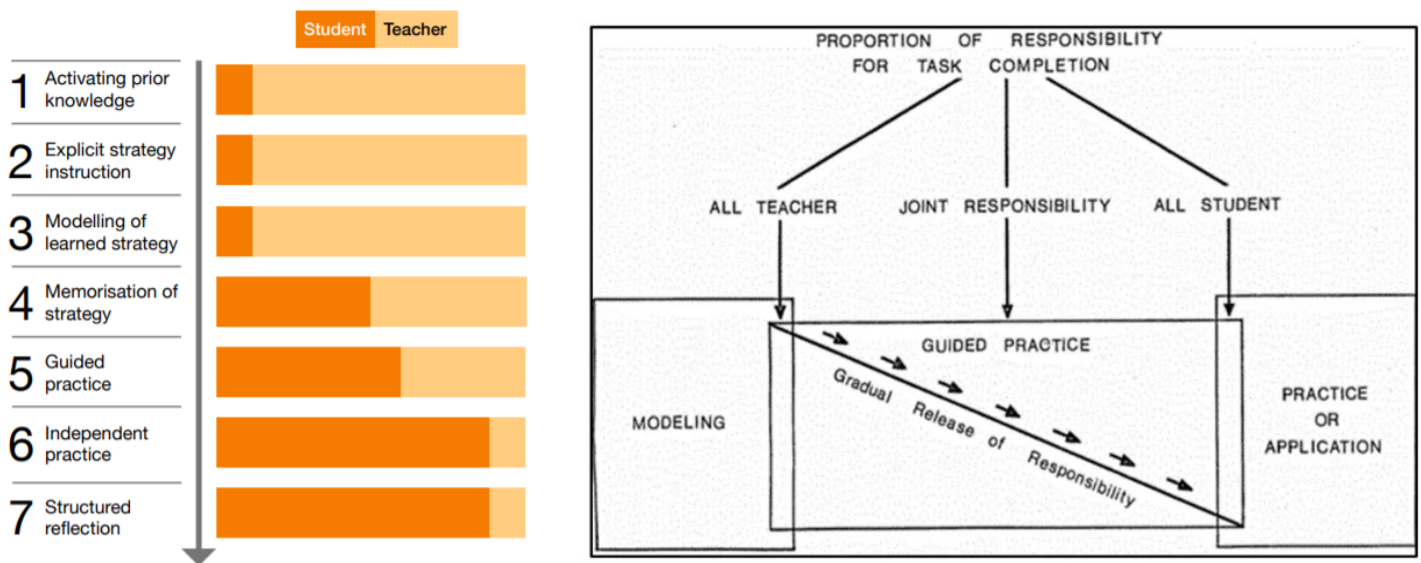 Student Teacher
1 Activating prior
knowledge
2 Explicit strategy
instruction
3 Modelling of
learned strategy
4 Memorisation of
strategy
5 Guided
practice
6 Independent
practice
7 Structured
reflection
PROPORTION OF RESPONSIBILITY
FOR TASK COMPLETION
ALL TEACHER
JOINT RESPONSIBILITY
ALL STUDENT
GUIDED PRACTICE
Gradual Release of Responsibility
MODELING
PRACTICE
OR
APPLICATION